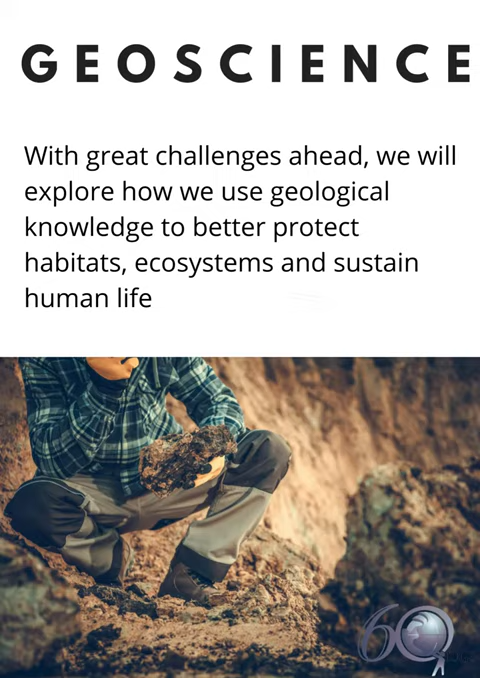 GEOSCIENCE
With great challenges ahead, we will
explore how we use geological
knowledge to better protect
habitats, ecosystems and sustain
human life
60